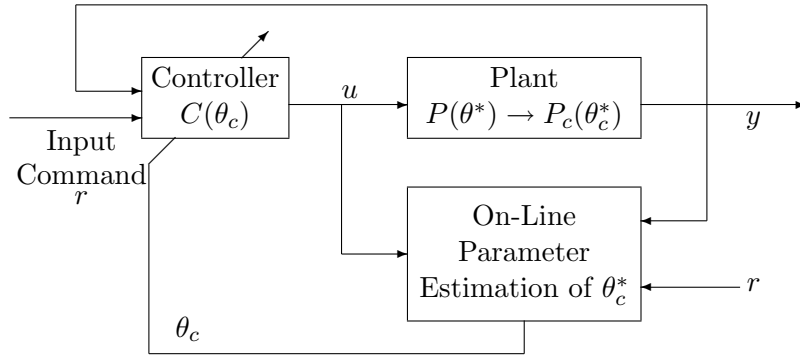 Controller
C(θ_c)
Input
Command
r
u
Plant
P(θ*) → P_c(θ_c*)
y
On-Line
Parameter
Estimation of θ_c*
r
θ_c